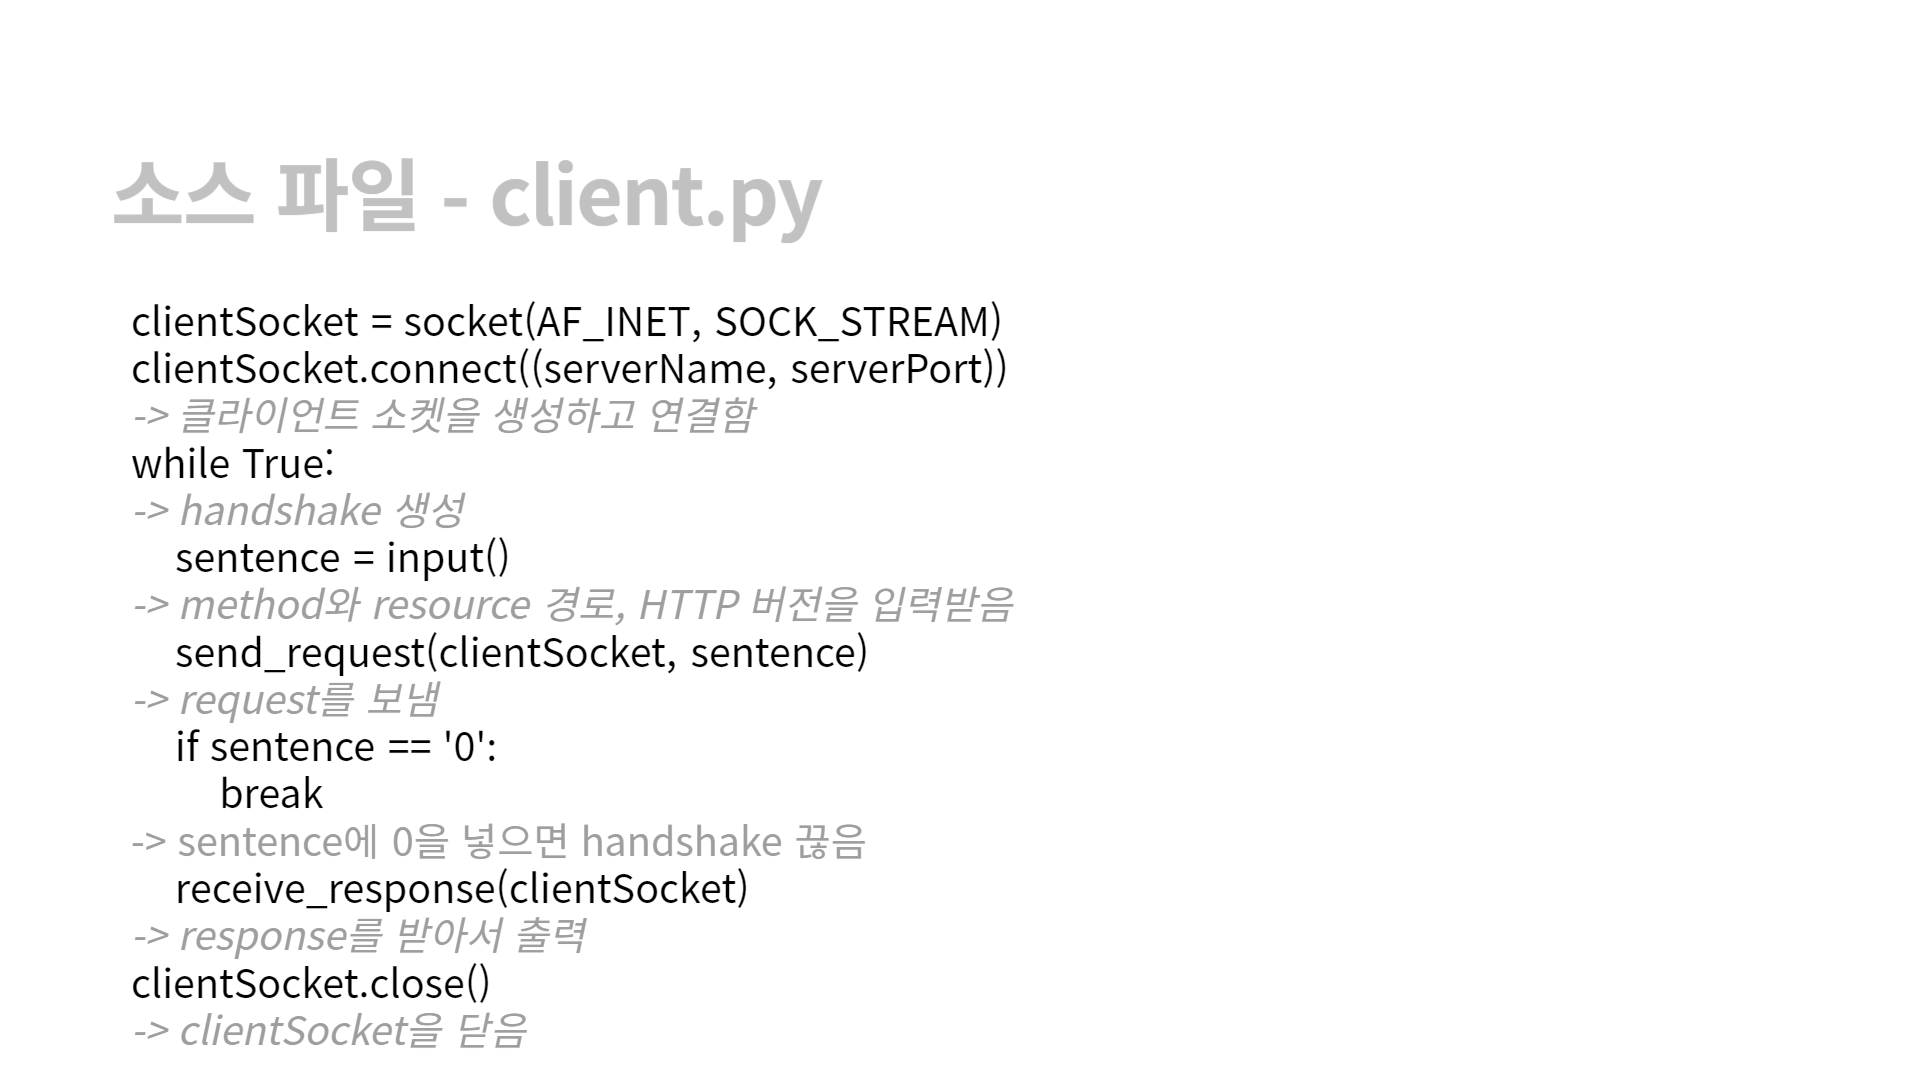 소스 파일 - client.py
clientSocket = socket(AF_INET, SOCK_STREAM)
clientSocket.connect((serverName, serverPort))
-> 클라이언트 소켓을 생성하고 연결함
while True:
-> handshake 생성
    sentence = input()
-> method와 resource 경로, HTTP 버전을 입력받음
    send_request(clientSocket, sentence)
-> request를 보냄
    if sentence == '0':
        break
-> sentence에 0을 넣으면 handshake 끊음
    receive_response(clientSocket)
-> response를 받아서 출력
clientSocket.close()
-> clientSocket을 닫음